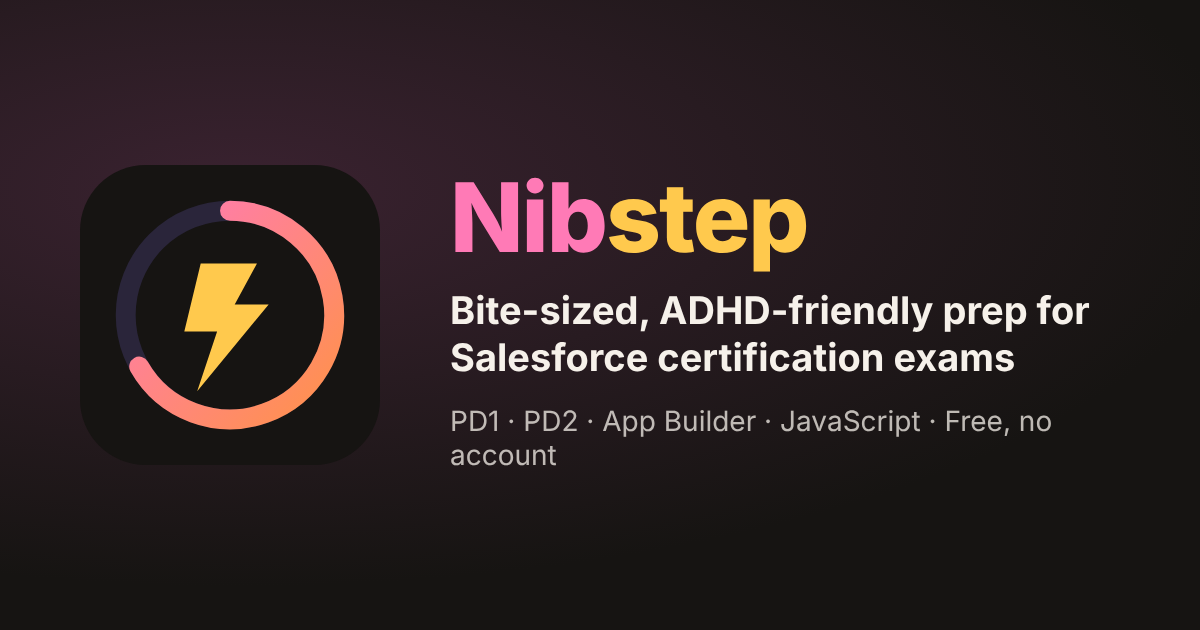 Nibstep
Bite-sized, ADHD-friendly prep for
Salesforce certification exams
PD1 · PD2 · App Builder · JavaScript · Free, no
account